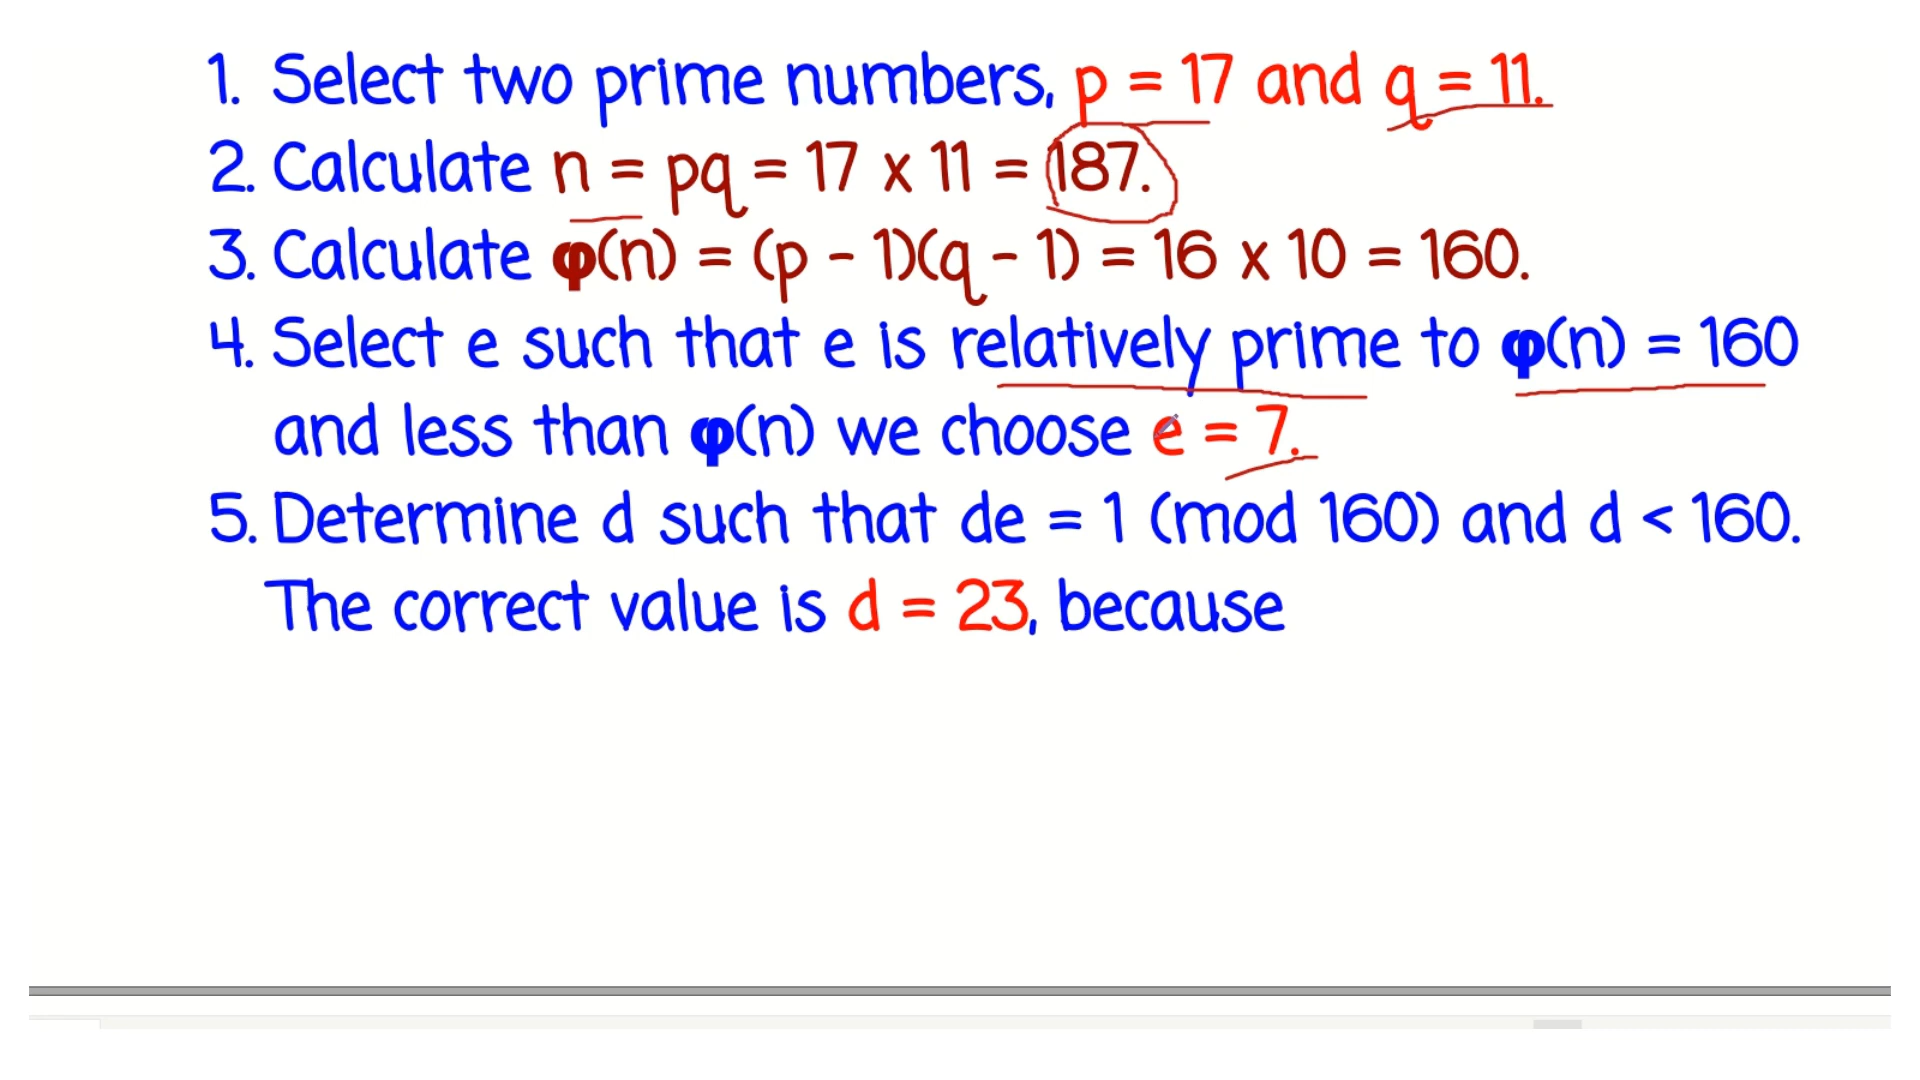 1. Select two prime numbers, p = 17 and q = 11.
2. Calculate n = pq = 17 x 11 = 187.
3. Calculate φ(n) = (p - 1)(q - 1) = 16 x 10 = 160.
4. Select e such that e is relatively prime to φ(n) = 160
and less than φ(n) we choose e = 7.
5. Determine d such that de = 1 (mod 160) and d < 160.
The correct value is d = 23, because